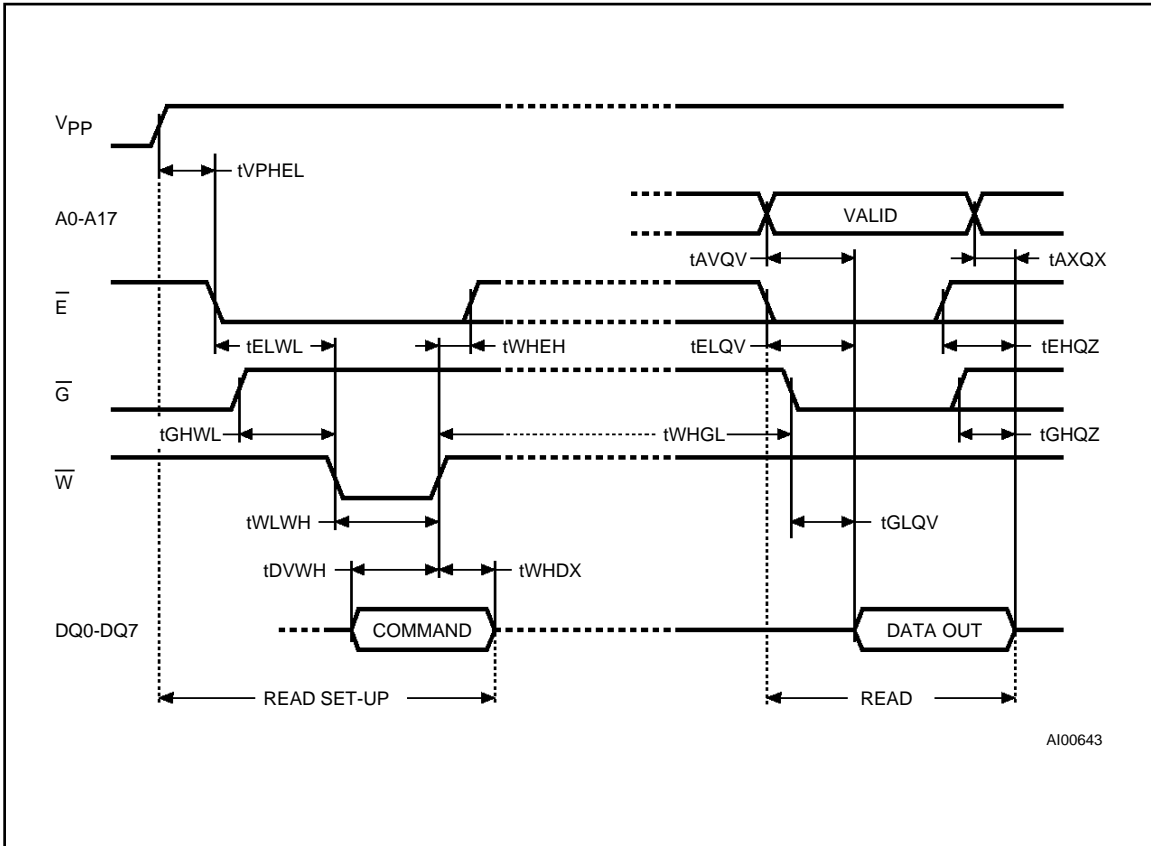 VPP
tVPHEL
A0-A17
VALID
tAVQV
tAXQX
E
tELWL
tWHEH
tELQV
tEHQZ
G
tGHWL
tWHGL
tGHQZ
W
tWLWH
tGLQV
tDVWH
tWHDX
DQ0-DQ7
COMMAND
DATA OUT
READ SET-UP
READ
AI00643